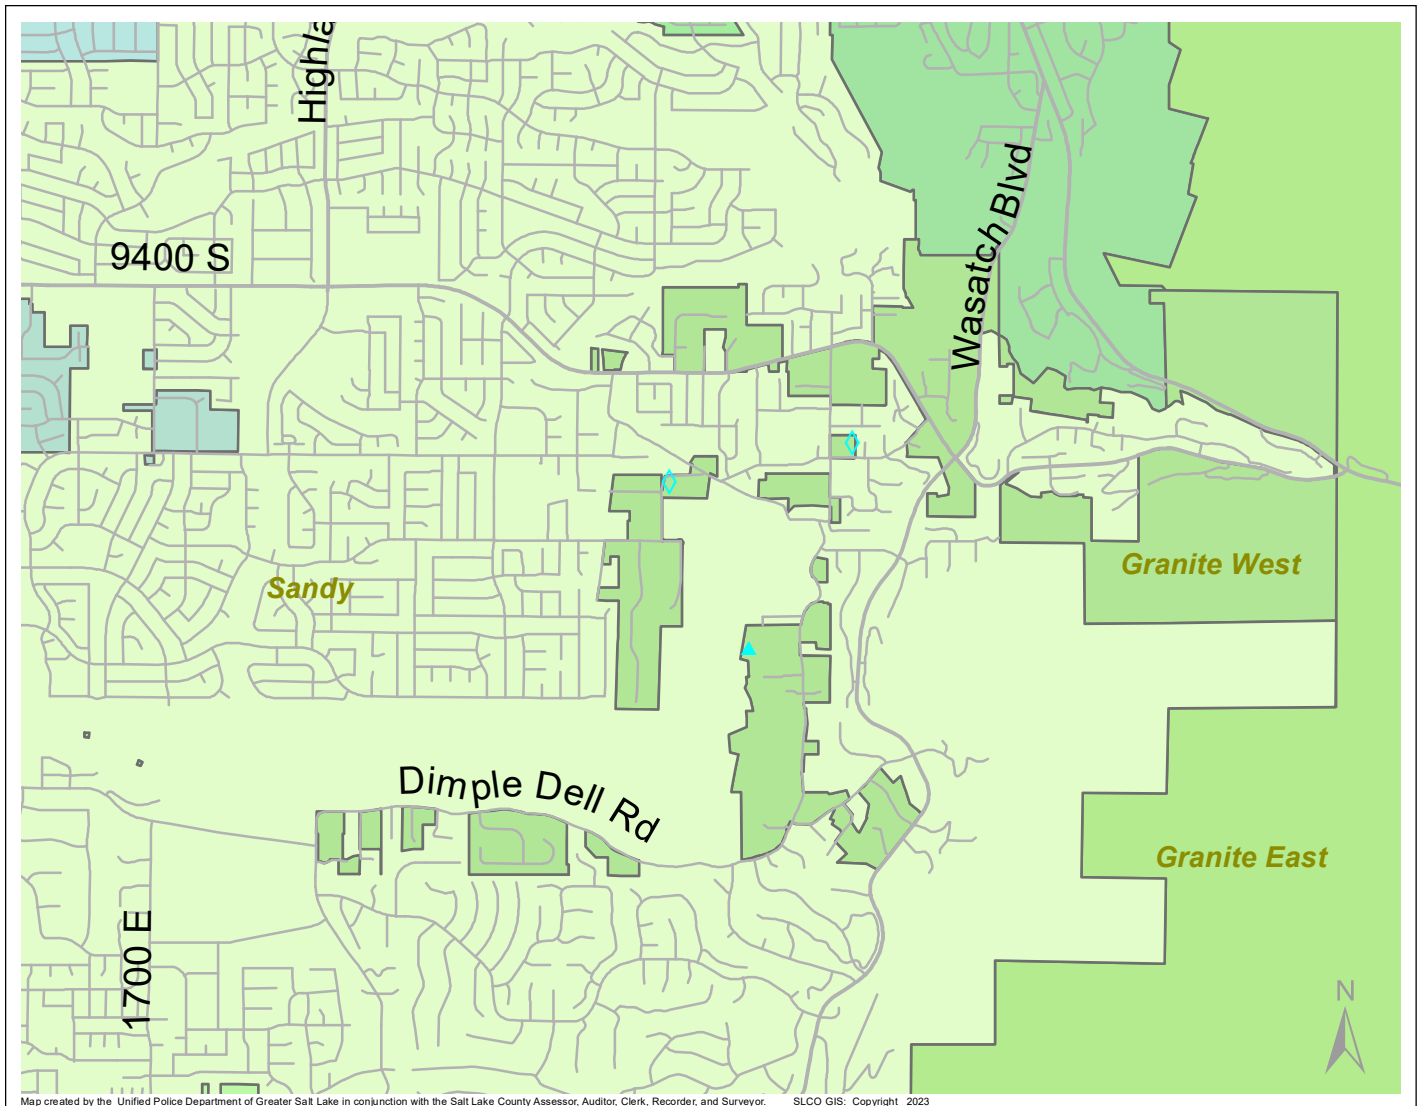 Highla
Wasatch Blvd
9400 S
Granite West
Sandy
Dimple Dell Rd
Granite East
1700 E
N
Map created by the Unified Police Department of Greater Salt Lake in conjunction with the Salt Lake County Assessor, Auditor, Clerk, Recorder, and Surveyor. SLCO GIS: Copyright 2023